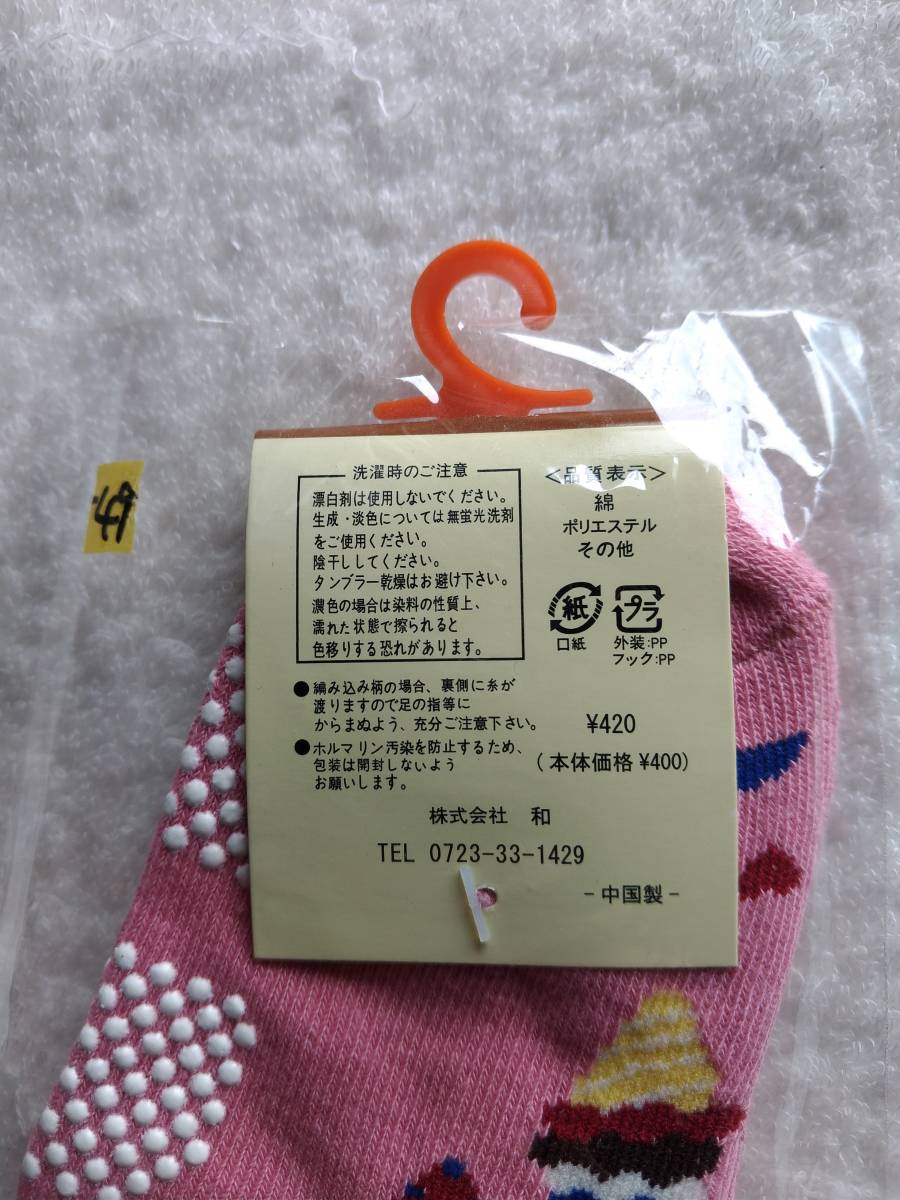 洗濯時のご注意
漂白剤は使用しないでください。
生成・淡色については無蛍光洗剤
をご使用ください。
陰干ししてください。
タンブラー乾燥はお避け下さい。
濃色の場合は染料の性質上、
濡れた状態で擦られると
色移りする恐れがあります。
●編み込み柄の場合、裏側に糸が
渡りますので足の指等に
からまぬよう、充分ご注意下さい。
●ホルマリン汚染を防止するため、
包装は開封しないよう
お願いします。
<品質表示>
綿
ポリエステル
その他
紙
口紙
プラ
外装:PP
フック:PP
¥420
(本体価格 ¥400)
株式会社 和
TEL 0723-33-1429
-中国製-